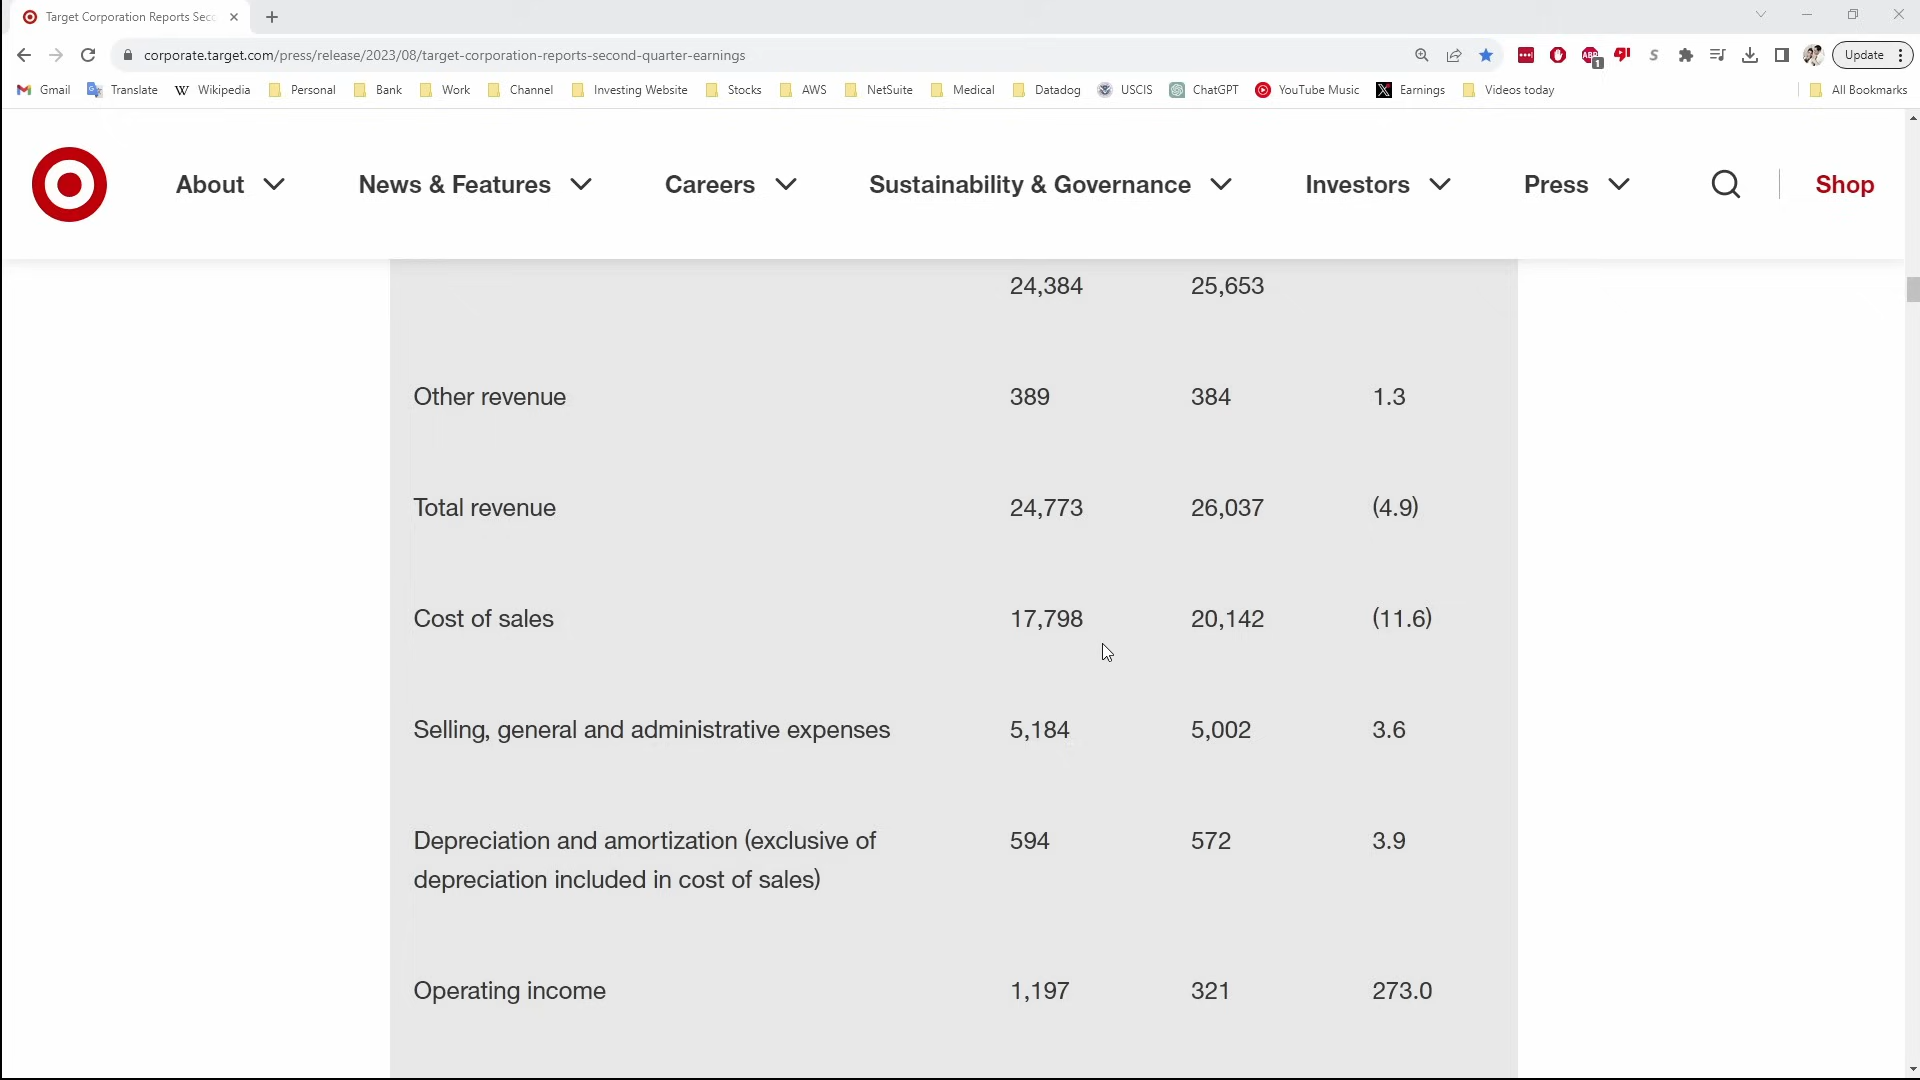 Target Corporation Reports Sec
corporate.target.com/press/release/2023/08/target-corporation-reports-second-quarter-earnings
ABP
1
S
Update
Gmail
Translate
W Wikipedia
Personal
Bank
Work
Channel
Investing Website
Stocks
AWS
NetSuite
Medical
Datadog
USCIS
ChatGPT
YouTube Music
X Earnings
Videos today
All Bookmarks
About
News & Features
Careers
Sustainability & Governance
Investors
Press
Shop
24,384 25,653
Other revenue 389 384 1.3
Total revenue 24,773 26,037 (4.9)
Cost of sales 17,798 20,142 (11.6)
Selling, general and administrative expenses 5,184 5,002 3.6
Depreciation and amortization (exclusive of 594 572 3.9
depreciation included in cost of sales)
Operating income 1,197 321 273.0